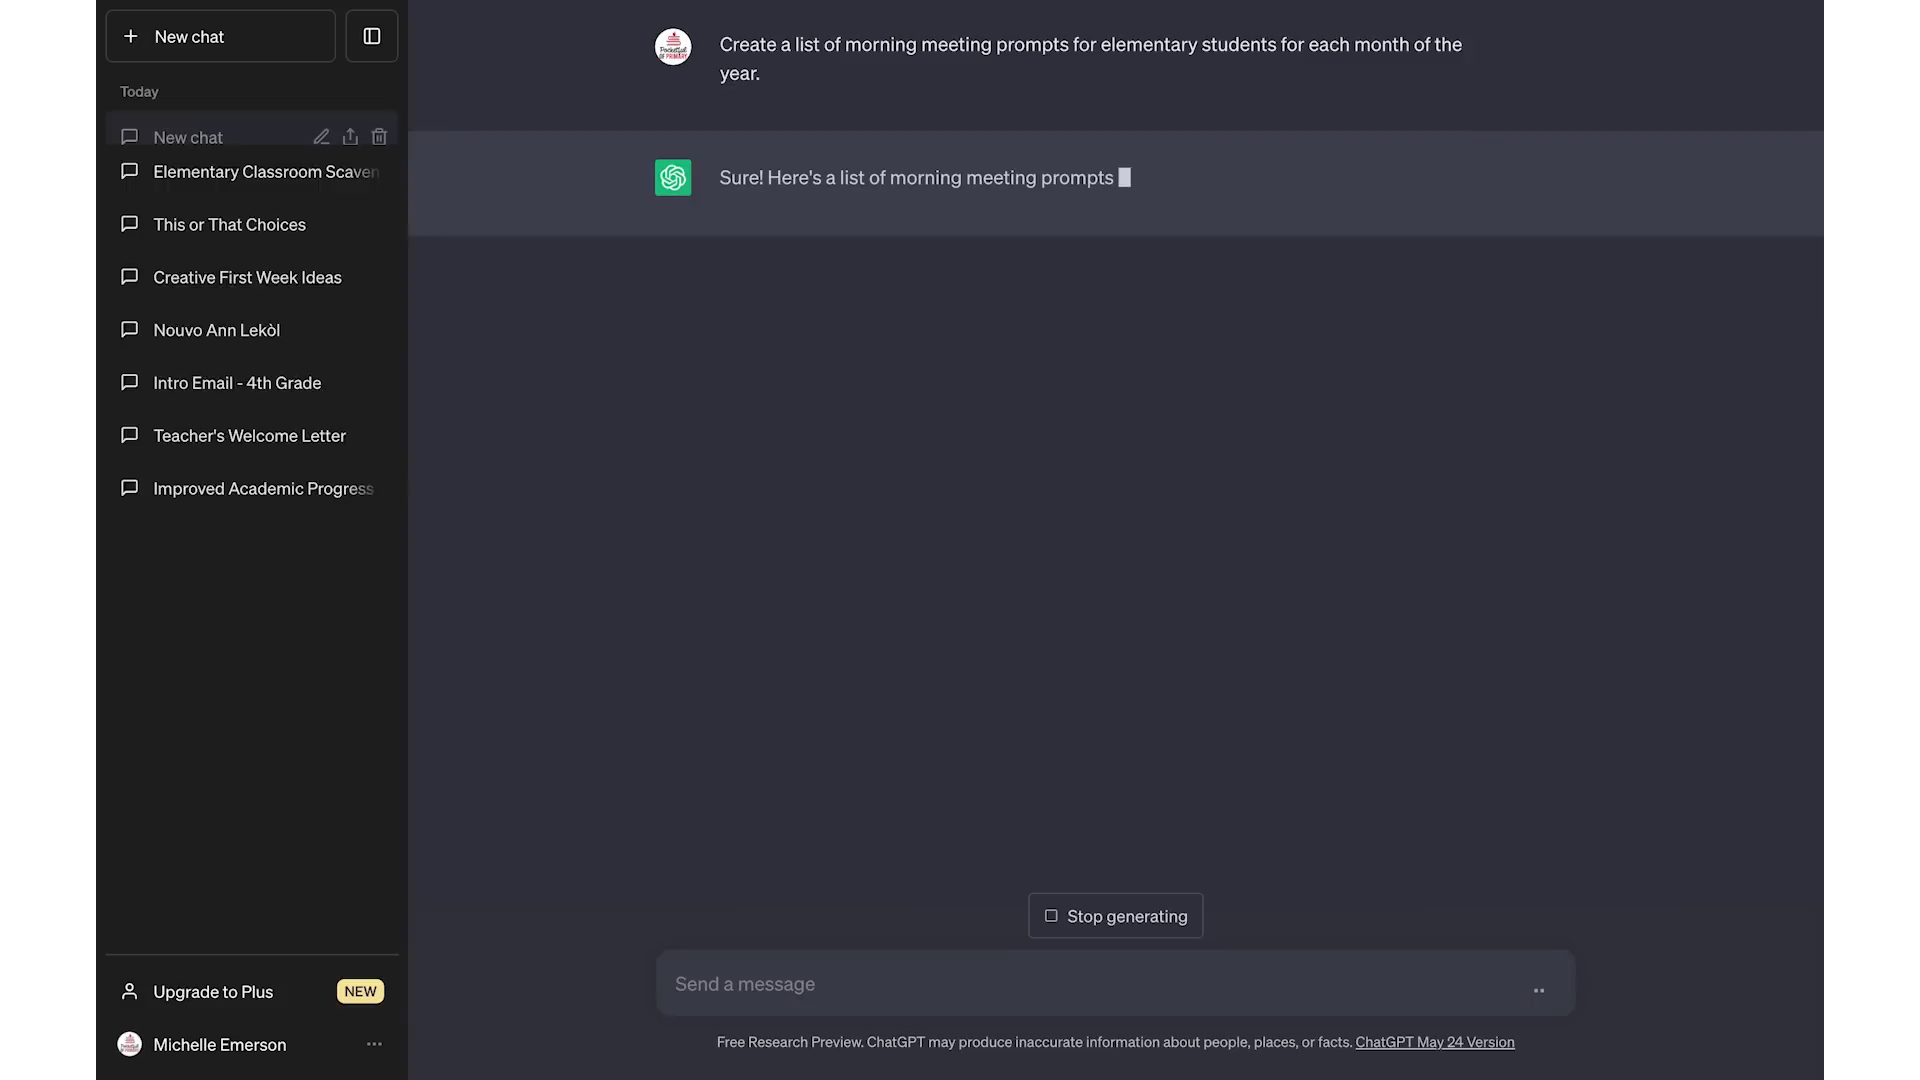 New chat
Today
New chat
Elementary Classroom Scaven
This or That Choices
Creative First Week Ideas
Nouvo Ann Lekòl
Intro Email - 4th Grade
Teacher's Welcome Letter
Improved Academic Progress
Upgrade to Plus NEW
Michelle Emerson
Create a list of morning meeting prompts for elementary students for each month of the
year.
Sure! Here's a list of morning meeting prompts
Stop generating
Send a message
Free Research Preview. ChatGPT may produce inaccurate information about people, places, or facts. ChatGPT May 24 Version